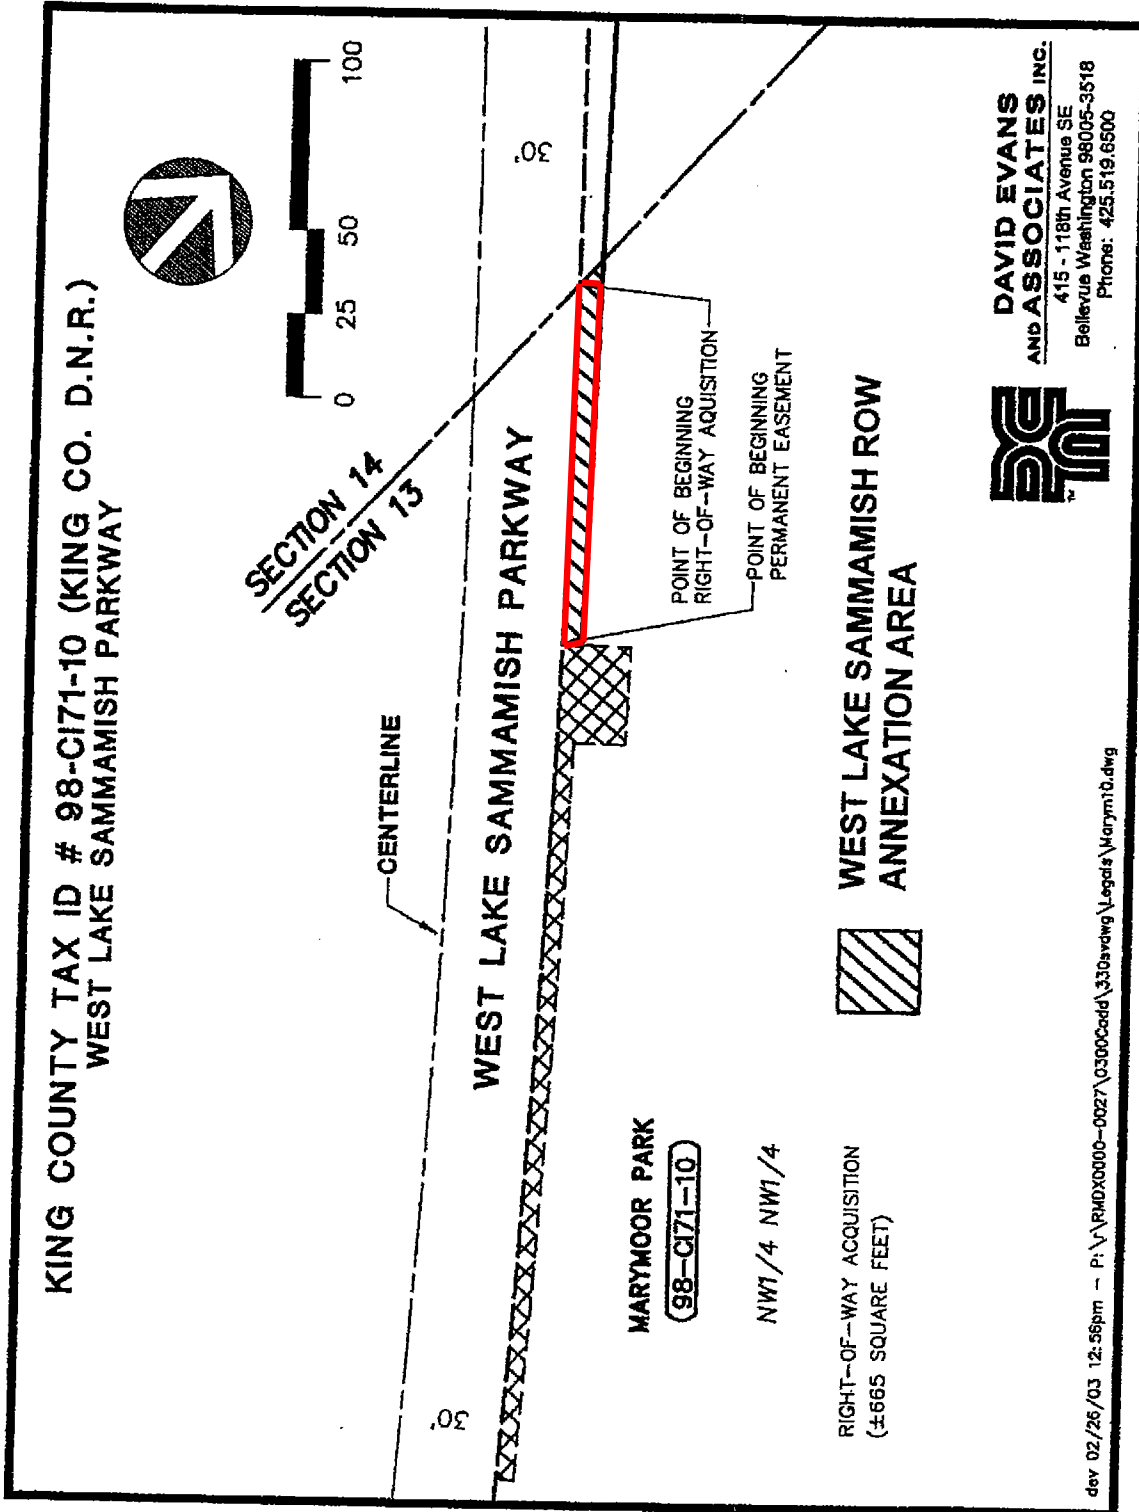 KING COUNTY TAX ID # 98-CI71-10 (KING CO. D.N.R.)
WEST LAKE SAMMAMISH PARKWAY
0 25 50 100
SECTION 14
SECTION 13
CENTERLINE
30'
30'
WEST LAKE SAMMAMISH PARKWAY
MARYMOOR PARK
98-CI71-10
NW1/4 NW1/4
POINT OF BEGINNING
RIGHT-OF-WAY AQUISITION
POINT OF BEGINNING
PERMANENT EASEMENT
RIGHT-OF-WAY ACQUISITION
(±665 SQUARE FEET)
WEST LAKE SAMMAMISH ROW
ANNEXATION AREA
DAVID EVANS
AND ASSOCIATES INC.
415 - 118th Avenue SE
Bellevue Washington 98005-3518
Phone: 425.519.6500
TM
dev 02/26/03 12:56pm - P:\r\RMDX0000-0027\0300Cadd\330svdwg\Legals\Marym10.dwg